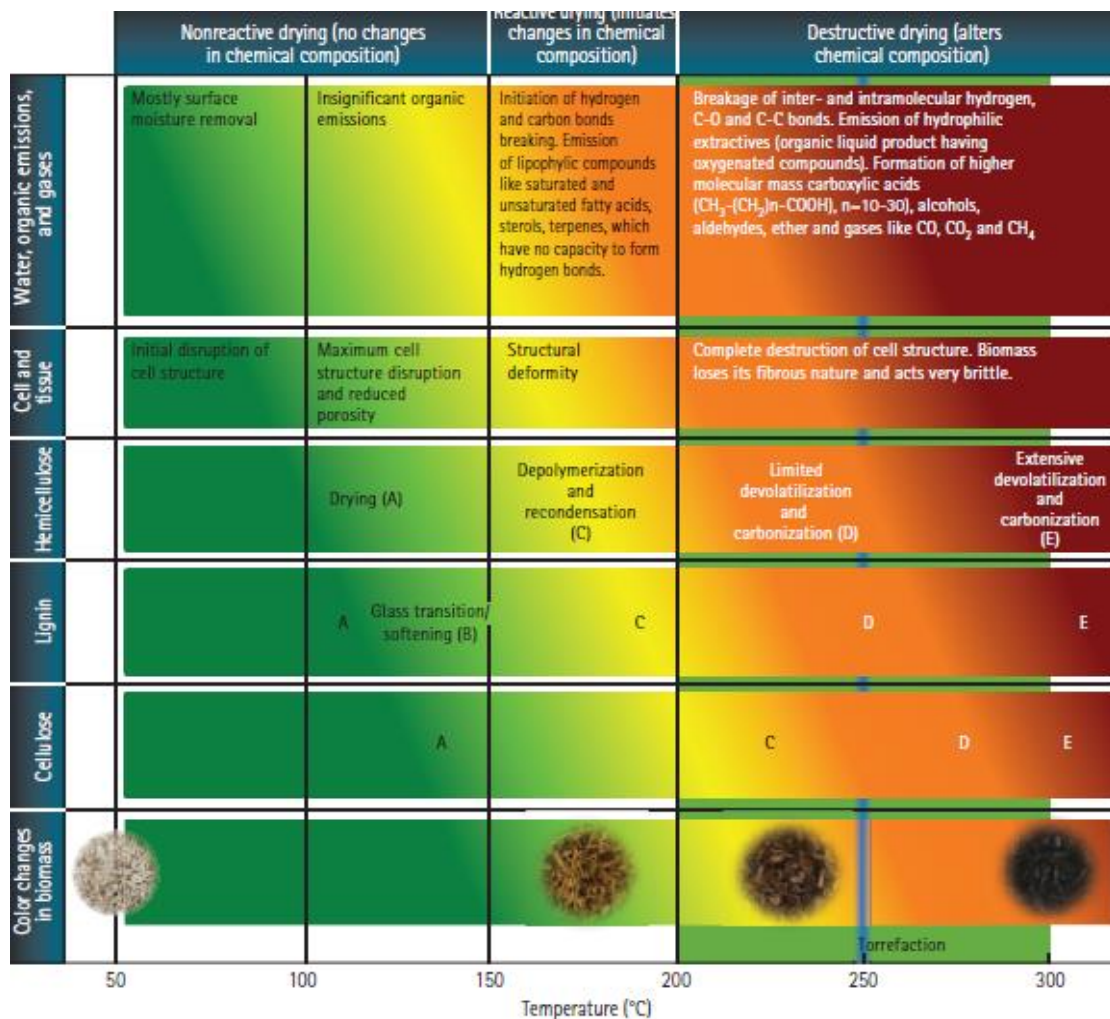 Nonreactive drying (no changes
in chemical composition)
Reactive drying (initiates
changes in chemical
composition)
Destructive drying (alters
chemical composition)
Water, organic emissions,
and gases
Mostly surface
moisture removal
Insignificant organic
emissions
Initiation of hydrogen
and carbon bonds
breaking. Emission
of lipophylic compounds
like saturated and
unsaturated fatty acids,
sterols, terpenes, which
have no capacity to form
hydrogen bonds.
Breakage of inter- and intramolecular hydrogen,
C-O and C-C bonds. Emission of hydrophilic
extractives (organic liquid product having
oxygenated compounds). Formation of higher
molecular mass carboxylic acids
(CH₃-(CH₂)n-COOH), n=10-30), alcohols,
aldehydes, ether and gases like CO, CO₂ and CH₄
Cell and
tissue
Initial disruption of
cell structure
Maximum cell
structure disruption
and reduced
porosity
Structural
deformity
Complete destruction of cell structure. Biomass
loses its fibrous nature and acts very brittle.
Hemicellulose
Drying (A)
Depolymerization
and
recondensation
(C)
Limited
devolatilization
and
carbonization (D)
Extensive
devolatilization
and
carbonization
(E)
Lignin
A
Glass transition/
softening (B)
C
D
E
Cellulose
A
C
D
E
Color changes
in biomass
Torrefaction
50
100
150
200
250
300
Temperature (°C)